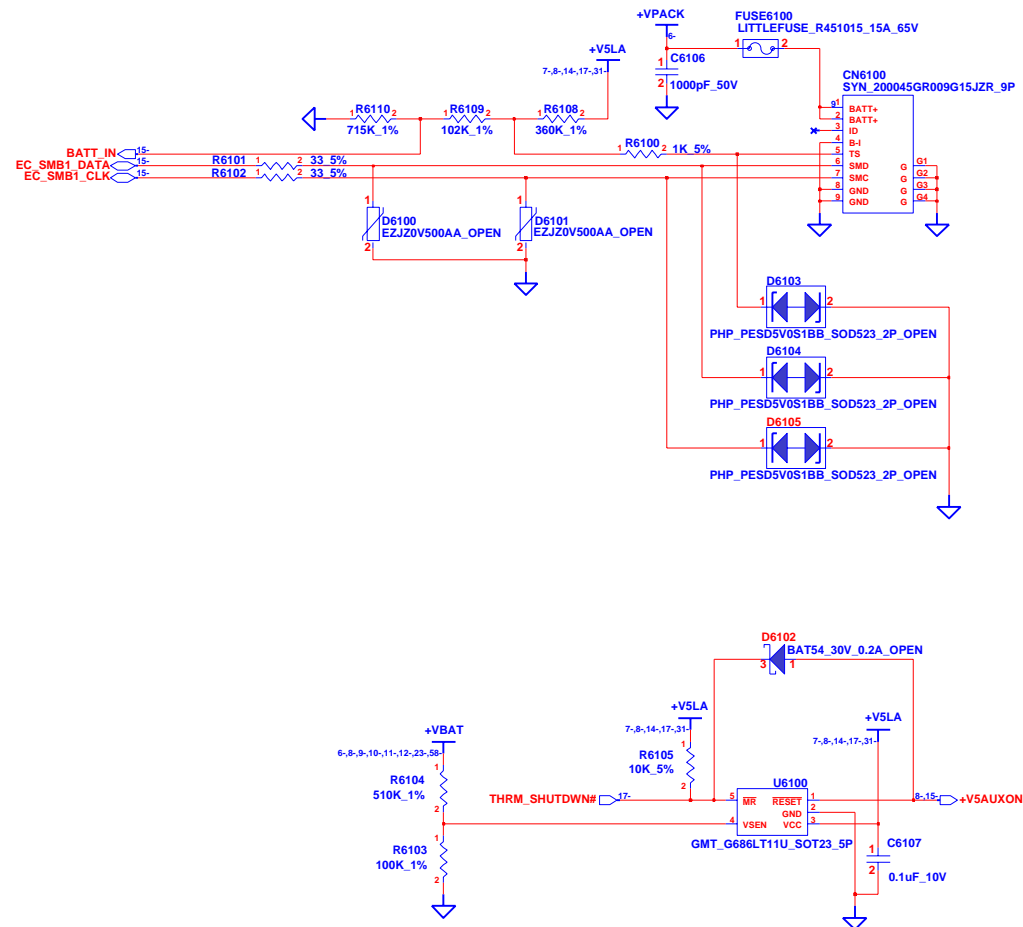 +VPACK
6-
FUSE6100
LITTLEFUSE_R451015_15A_65V
1 2
C6106
1
2
1000pF_50V
+V5LA
7-,8-,14-,17-,31-
CN6100
SYN_200045GR009G15JZR_9P
9
1 BATT+
2 BATT+
3 ID
4 B-I
5 TS
6 SMD
7 SMC
8 GND
9 GND
G G1
G G2
G G3
G G4
1 R6110 2
715K_1%
1 R6109 2
102K_1%
1 R6108 2
360K_1%
R6100
1 2
1K_5%
BATT_IN 15-
EC_SMB1_DATA 15-
EC_SMB1_CLK 15-
R6101 1 2 33_5%
R6102 1 2 33_5%
1
D6100
EZJZ0V500AA_OPEN
2
1
D6101
EZJZ0V500AA_OPEN
2
D6103
1 2
PHP_PESD5V0S1BB_SOD523_2P_OPEN
D6104
1 2
PHP_PESD5V0S1BB_SOD523_2P_OPEN
D6105
1 2
PHP_PESD5V0S1BB_SOD523_2P_OPEN
D6102
BAT54_30V_0.2A_OPEN
3 1
+V5LA
7-,8-,14-,17-,31-
+V5LA
7-,8-,14-,17-,31-
+VBAT
6-,8-,9-,10-,11-,12-,23-,58-
1
R6104
510K_1%
2
1
R6105
10K_5%
2
THRM_SHUTDWN# 17-
U6100
5 MR
RESET 1
GND 2
4 VSEN
VCC 3
GMT_G686LT11U_SOT23_5P
8-,15- +V5AUXON
1
R6103
100K_1%
2
1
C6107
2
0.1uF_10V